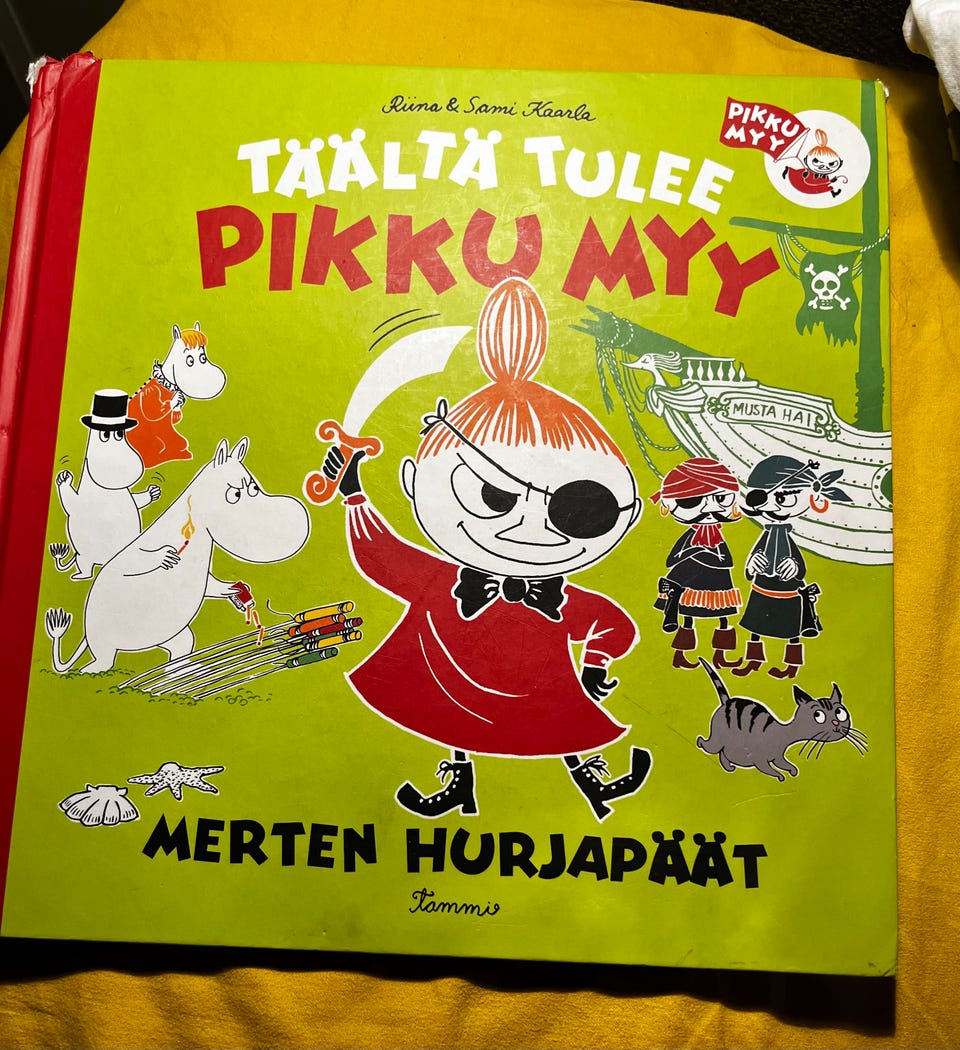 Riina & Sami Kaarla
TÄÄLTÄ TULEE
PIKKU MYY
PIKKU
MYY
MUSTA HAI
MERTEN HURJAPÄÄT
Tammi